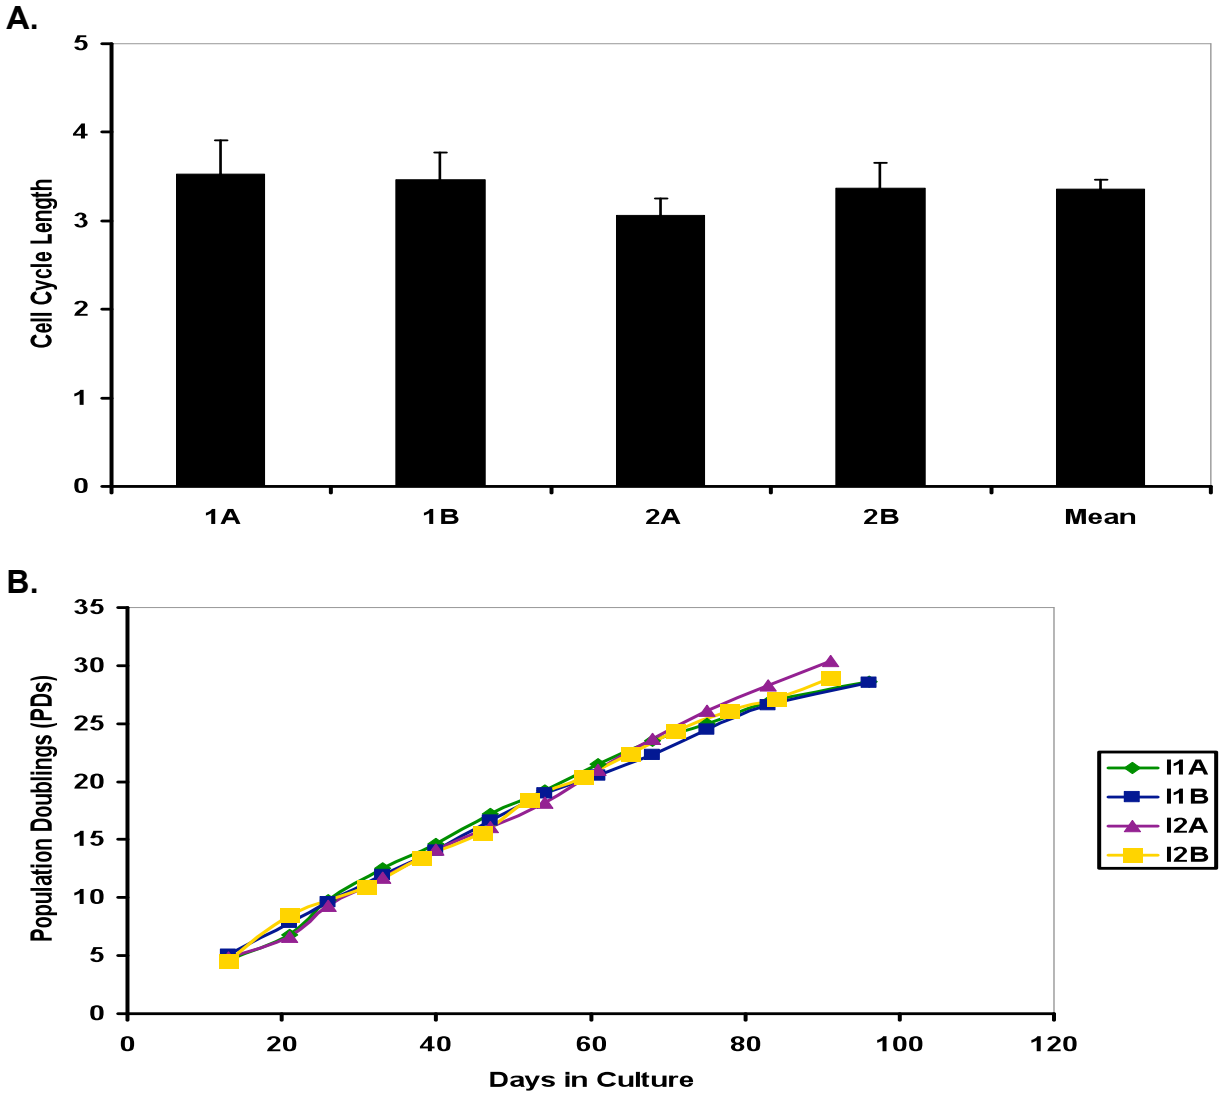 A.
5
4
3
2
1
0
Cell Cycle Length
1A 1B 2A 2B Mean
B.
35
30
25
20
15
10
5
0
Population Doublings (PDs)
0 20 40 60 80 100 120
Days in Culture
I1A
I1B
I2A
I2B